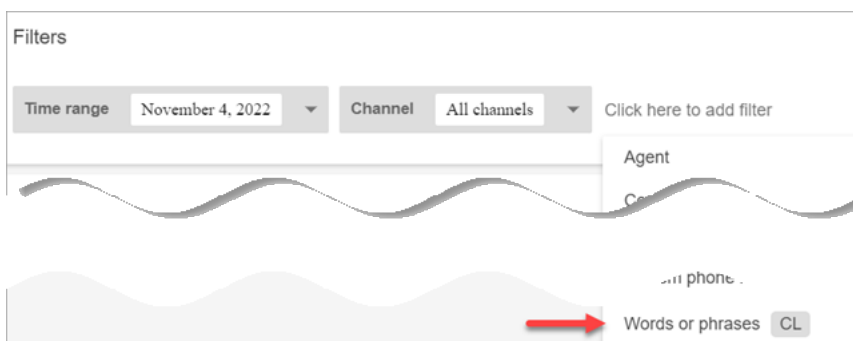 Filters
Time range November 4, 2022 Channel All channels Click here to add filter
Agent
phone
Words or phrases CL